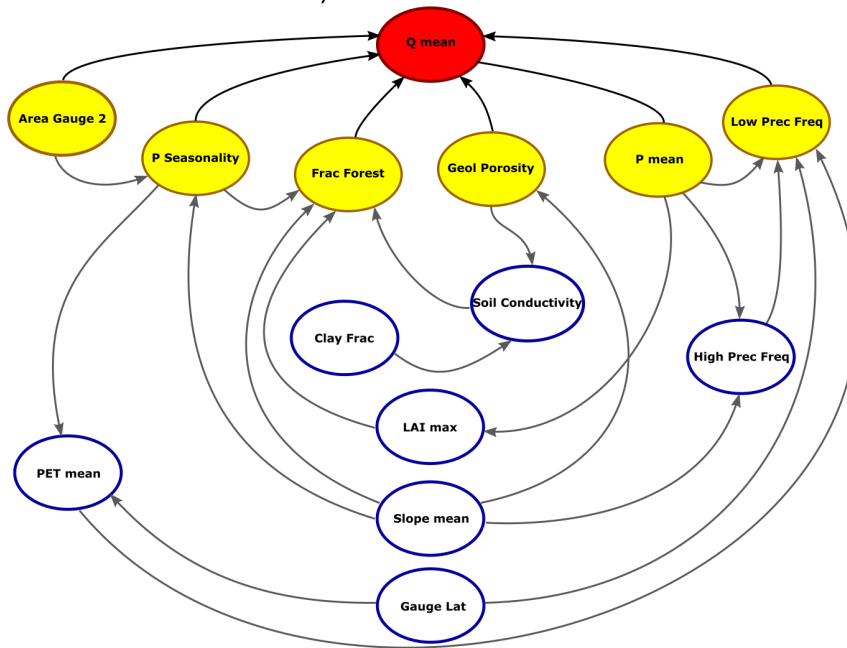 Q mean
Area Gauge 2
Low Prec Freq
P Seasonality
Frac Forest
Geol Porosity
P mean
Soil Conductivity
Clay Frac
High Prec Freq
LAI max
PET mean
Slope mean
Gauge Lat